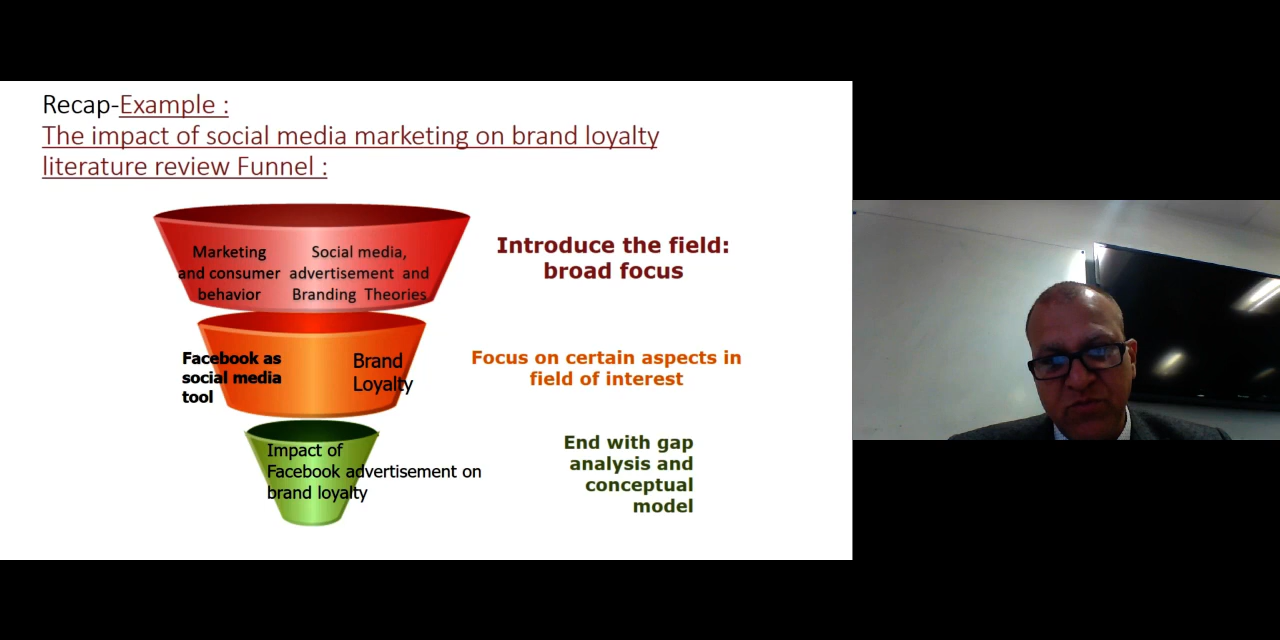 Recap-Example :
The impact of social media marketing on brand loyalty
literature review Funnel :
Marketing
and consumer
behavior
Social media,
advertisement and
Branding Theories
Introduce the field:
broad focus
Facebook as
social media
tool
Brand
Loyalty
Focus on certain aspects in
field of interest
Impact of
Facebook advertisement on
brand loyalty
End with gap
analysis and
conceptual
model